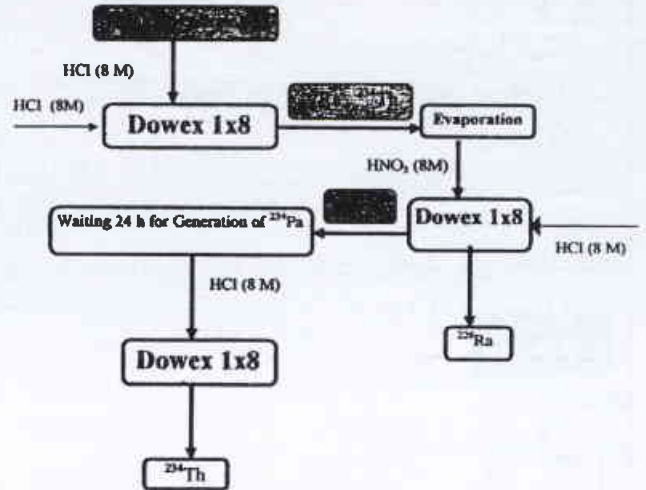 HCl (8 M)
HCl (8M)
Dowex 1x8
Evaporation
HNO₃ (8M)
Waiting 24 h for Generation of ²³⁴Pa
Dowex 1x8
HCl (8 M)
HCl (8 M)
Dowex 1x8
Ra
²³⁴Th